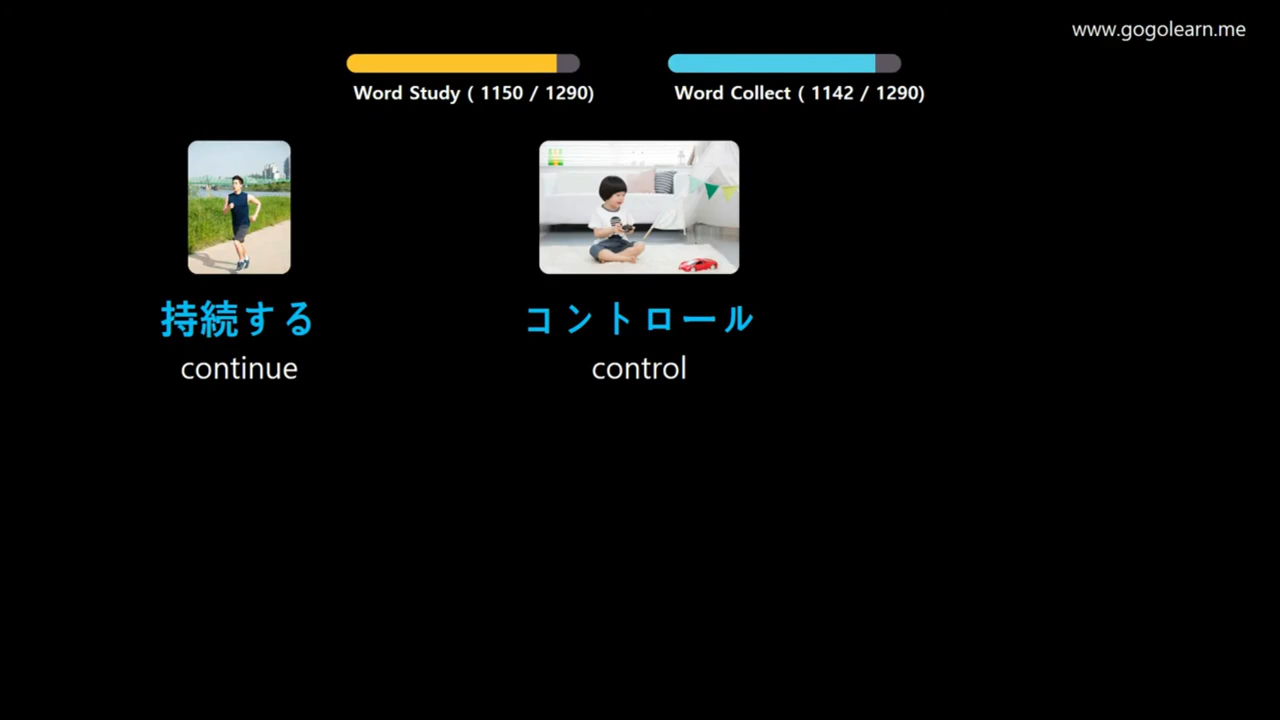 www.gogolearn.me
Word Study ( 1150 / 1290)
Word Collect ( 1142 / 1290)
持続する
continue
コントロール
control